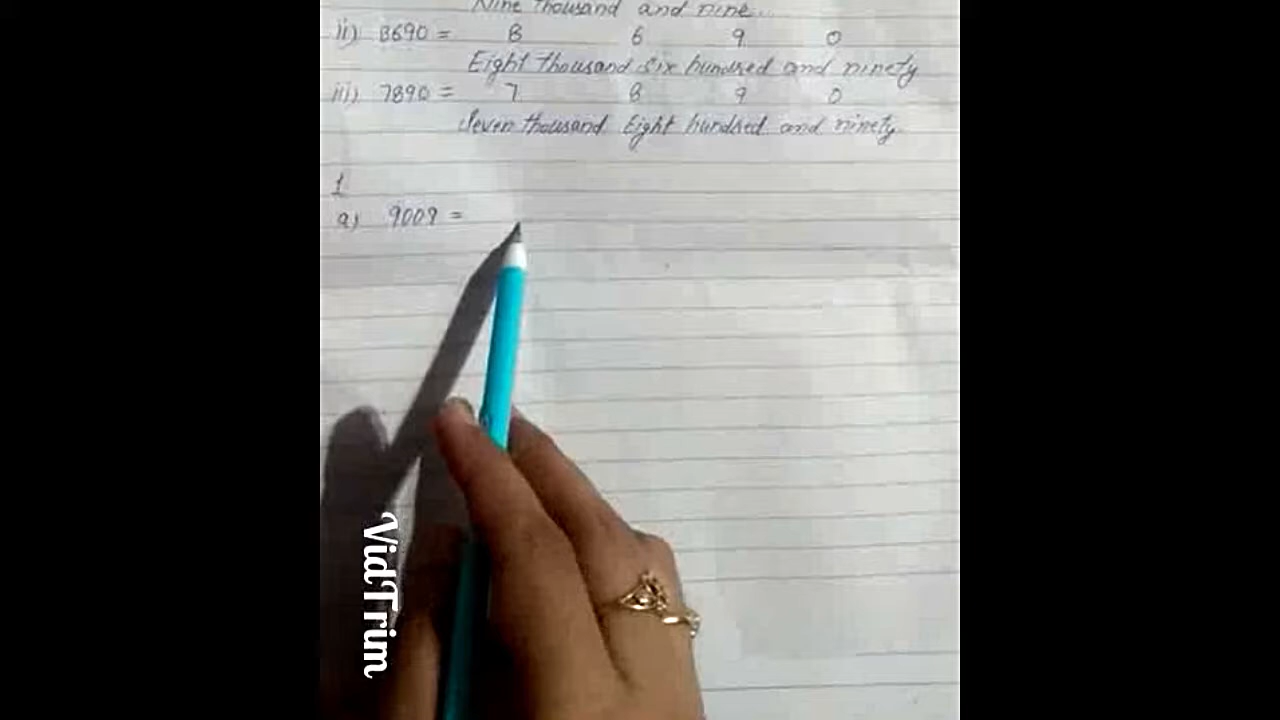 Nine thousand and nine.
ii) 8690 = 8 6 9 0
Eight thousand six hundred and ninety
iii) 7890 = 7 8 9 0
Seven thousand Eight hundred and ninety
1
a) 9009 =
VidTrim